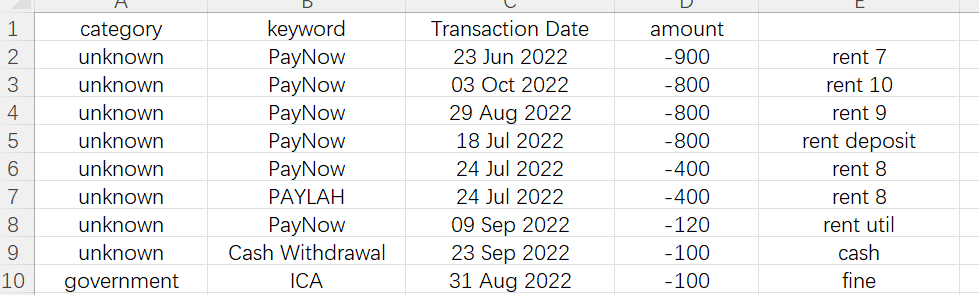 A B C D E
1 category keyword Transaction Date amount
2 unknown PayNow 23 Jun 2022 -900 rent 7
3 unknown PayNow 03 Oct 2022 -800 rent 10
4 unknown PayNow 29 Aug 2022 -800 rent 9
5 unknown PayNow 18 Jul 2022 -800 rent deposit
6 unknown PayNow 24 Jul 2022 -400 rent 8
7 unknown PAYLAH 24 Jul 2022 -400 rent 8
8 unknown PayNow 09 Sep 2022 -120 rent util
9 unknown Cash Withdrawal 23 Sep 2022 -100 cash
10 government ICA 31 Aug 2022 -100 fine